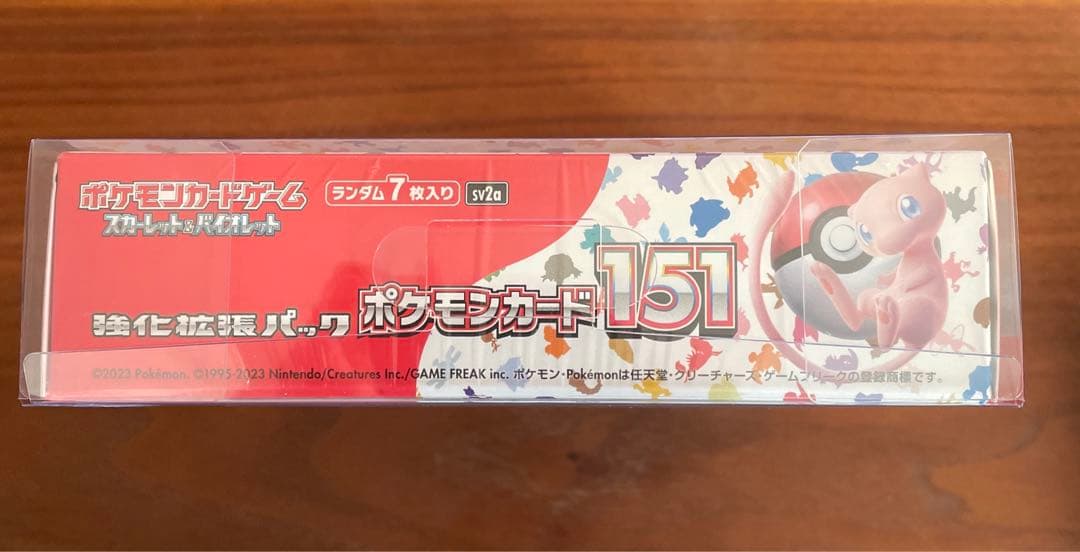 ポケモンカードゲーム
スカーレット&バイオレット
ランダム7枚入り
sv2a
強化拡張パック
ポケモンカード151
©2023 Pokémon. ©1995-2023 Nintendo/Creatures Inc./GAME FREAK inc. ポケモン・Pokémonは任天堂・クリーチャーズ・ゲームフリークの登録商標です。